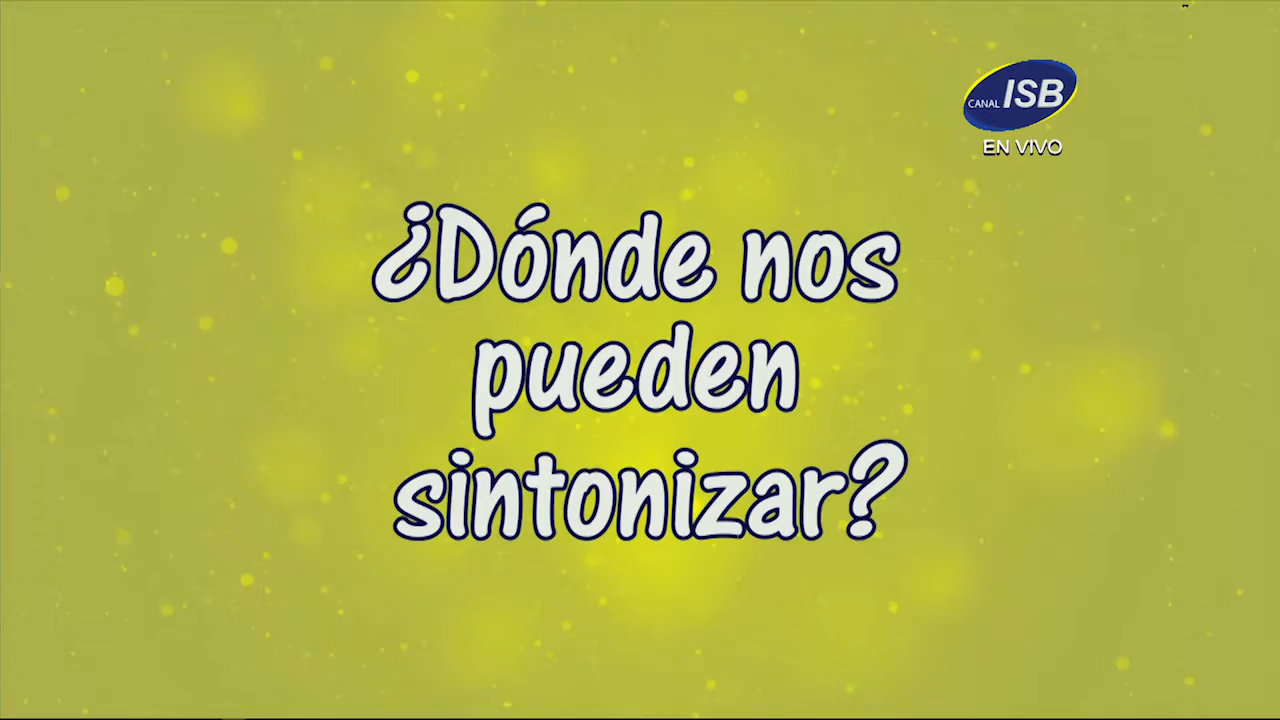 CANAL ISB
EN VIVO
¿Dónde nos
pueden
sintonizar?